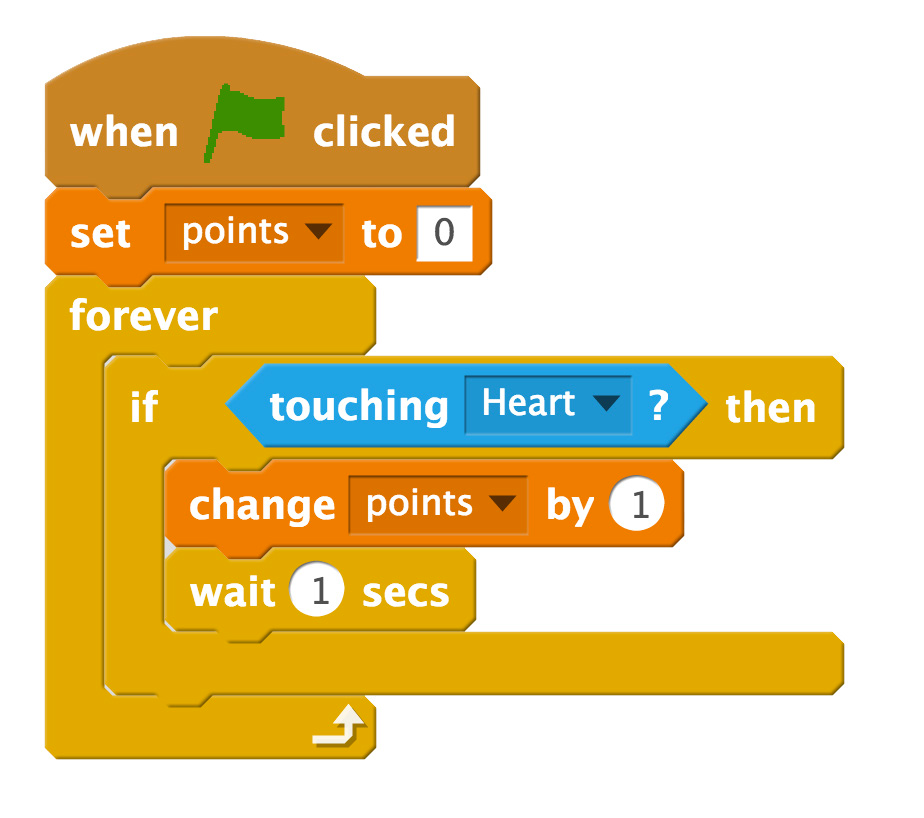 when clicked
set points to 0
forever
if touching Heart ? then
change points by 1
wait 1 secs